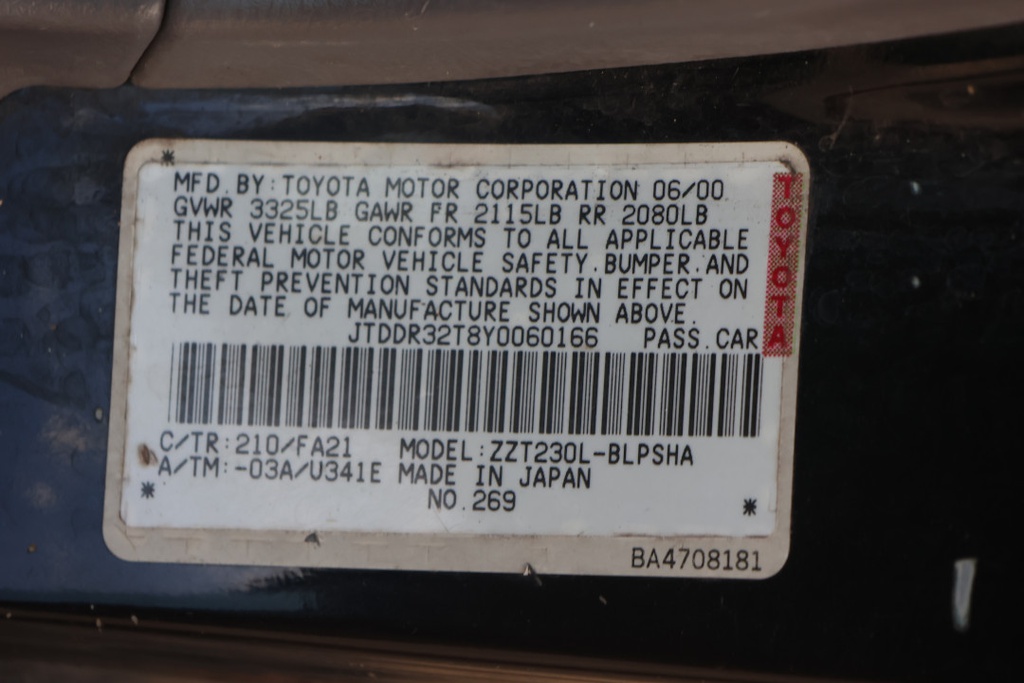 MFD. BY: TOYOTA MOTOR CORPORATION 06/00
GVWR 3325LB GAWR FR 2115LB RR 2080LB
THIS VEHICLE CONFORMS TO ALL APPLICABLE
FEDERAL MOTOR VEHICLE SAFETY. BUMPER. AND
THEFT PREVENTION STANDARDS IN EFFECT ON
THE DATE OF MANUFACTURE SHOWN ABOVE.
JTDDR32T8Y0060166 PASS. CAR
TOYOTA
C/TR: 210/FA21 MODEL: ZZT230L-BLPSHA
A/TM: -03A/U341E MADE IN JAPAN
NO. 269
BA4708181